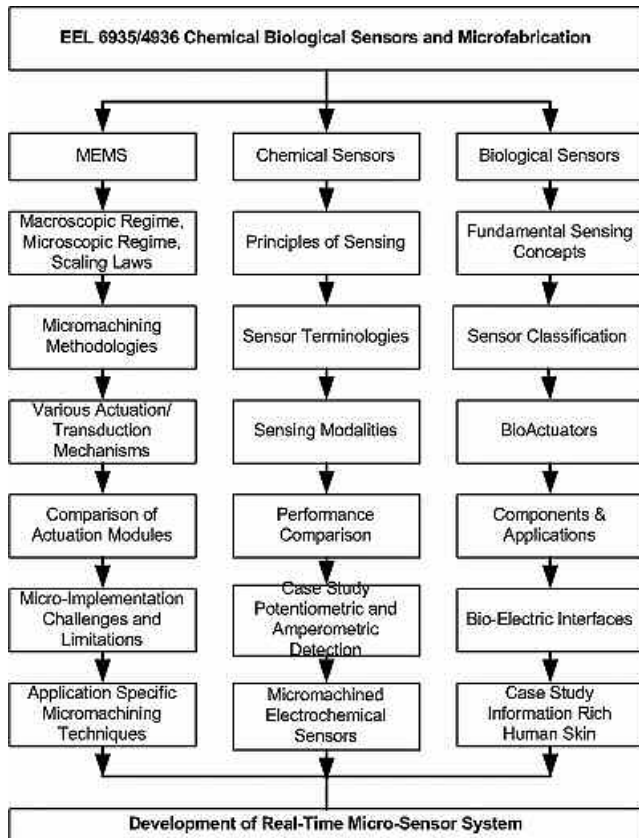 EEL 6935/4936 Chemical Biological Sensors and Microfabrication
MEMS
Macroscopic Regime,
Microscopic Regime,
Scaling Laws
Micromachining
Methodologies
Various Actuation/
Transduction
Mechanisms
Comparison of
Actuation Modules
Micro-Implementation
Challenges and
Limitations
Application Specific
Micromachining
Techniques
Chemical Sensors
Principles of Sensing
Sensor Terminologies
Sensing Modalities
Performance
Comparison
Case Study
Potentiometric and
Amperometric
Detection
Micromachined
Electrochemical
Sensors
Biological Sensors
Fundamental Sensing
Concepts
Sensor Classification
BioActuators
Components &
Applications
Bio-Electric Interfaces
Case Study
Information Rich
Human Skin
Development of Real-Time Micro-Sensor System